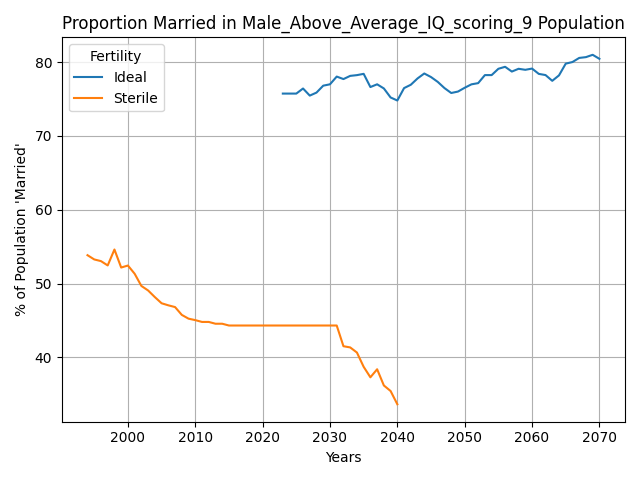 Proportion Married in Male_Above_Average_IQ_scoring_9 Population
Fertility
Ideal
Sterile
% of Population 'Married'
80
70
60
50
40
2000 2010 2020 2030 2040 2050 2060 2070
Years